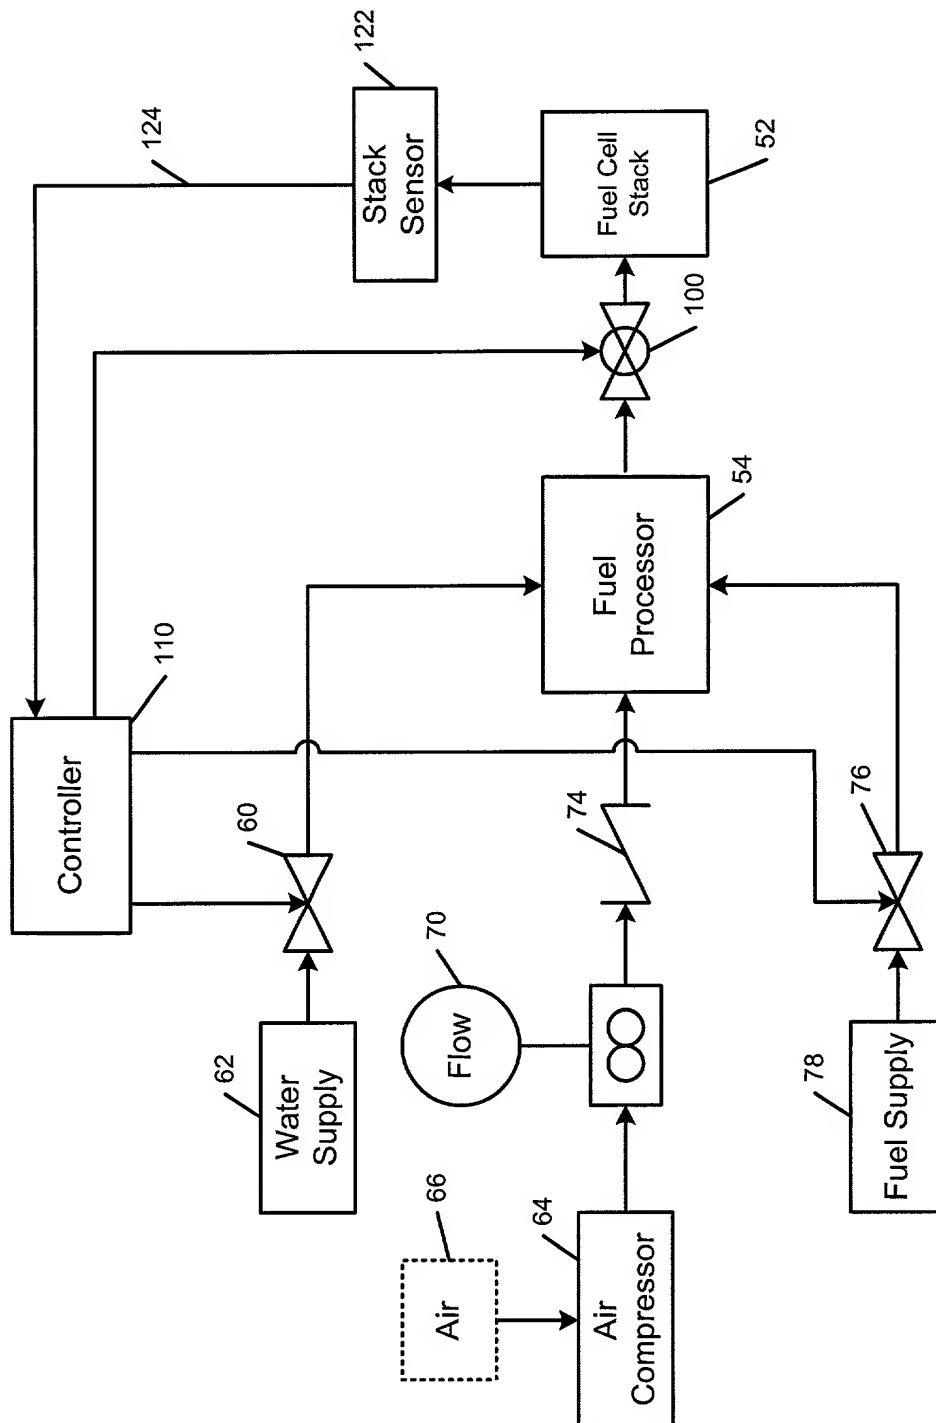 Controller
110
124
62
60
Water
Supply
122
Stack
Sensor
66
70
Air
Flow
64
74
Air
Compressor
Fuel
Processor
Fuel Cell
Stack
100
54
52
78
76
Fuel Supply